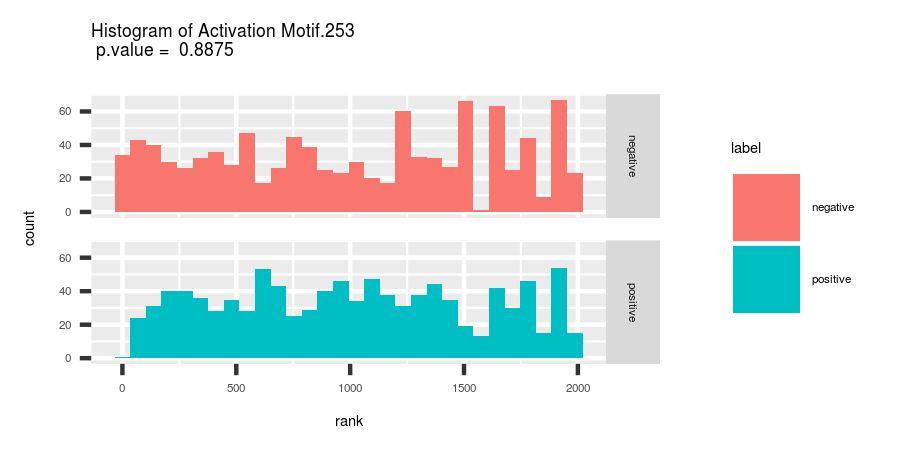 Histogram of Activation Motif.253
p.value =  0.8875
count
60
40
20
0
negative
60
40
20
0
positive
0
500
1000
1500
2000
rank
label
negative
positive